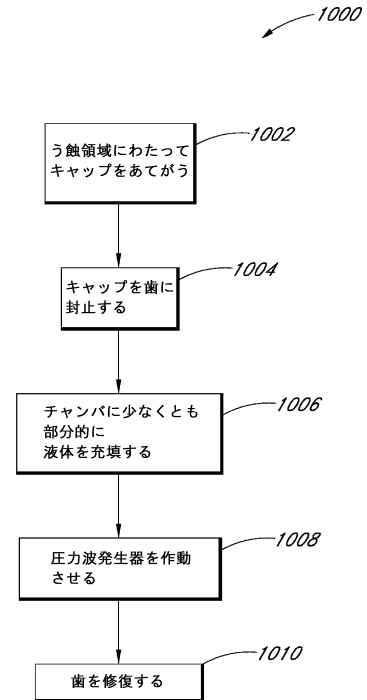 1000
1002
う蝕領域にわたって
キャップをあてがう
1004
キャップを歯に
封止する
1006
チャンバに少なくとも
部分的に
液体を充填する
1008
圧力波発生器を作動
させる
1010
歯を修復する